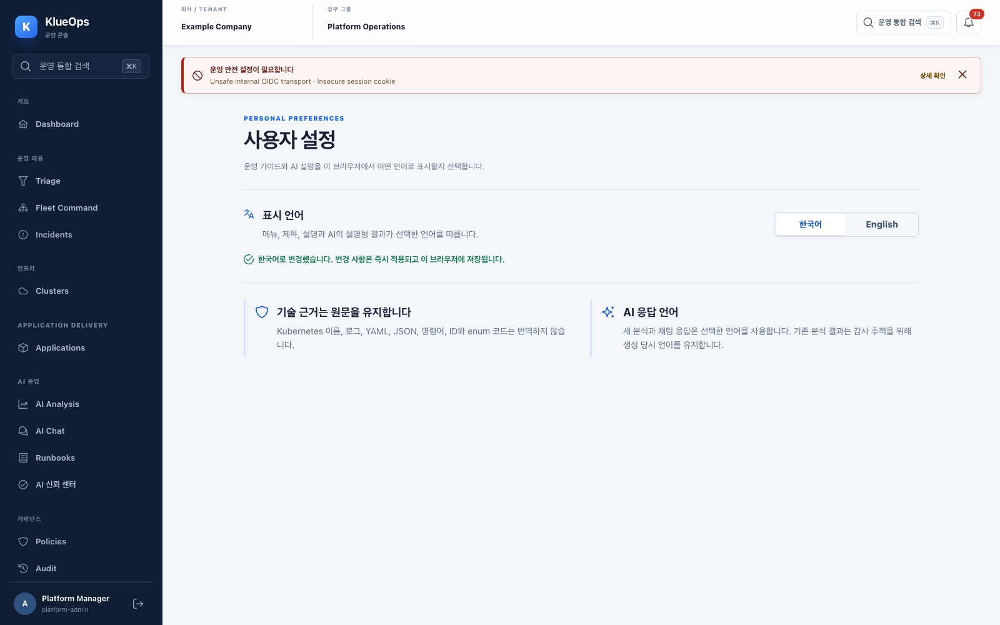 K
KlueOps
운영 콘솔
운영 통합 검색
⌘K
개요
Dashboard
운영 대응
Triage
Fleet Command
Incidents
인프라
Clusters
APPLICATION DELIVERY
Applications
AI 운영
AI Analysis
AI Chat
Runbooks
AI 신뢰 센터
거버넌스
Policies
Audit
A
Platform Manager
platform-admin
회사 / TENANT
Example Company
업무 그룹
Platform Operations
운영 통합 검색
⌘K
73
운영 안전 설정이 필요합니다
Unsafe internal OIDC transport · Insecure session cookie
상세 확인
PERSONAL PREFERENCES
사용자 설정
운영 가이드와 AI 설명을 이 브라우저에서 어떤 언어로 표시할지 선택합니다.
표시 언어
메뉴, 제목, 설명과 AI의 설명형 결과가 선택한 언어를 따릅니다.
한국어
English
한국어로 변경했습니다. 변경 사항은 즉시 적용되고 이 브라우저에 저장됩니다.
기술 근거는 원문을 유지합니다
Kubernetes 이름, 로그, YAML, JSON, 명령어, ID와 enum 코드는 번역하지 않습
니다.
AI 응답 언어
새 분석과 채팅 응답은 선택한 언어를 사용합니다. 기존 분석 결과는 감사 추적을 위해
생성 당시 언어를 유지합니다.